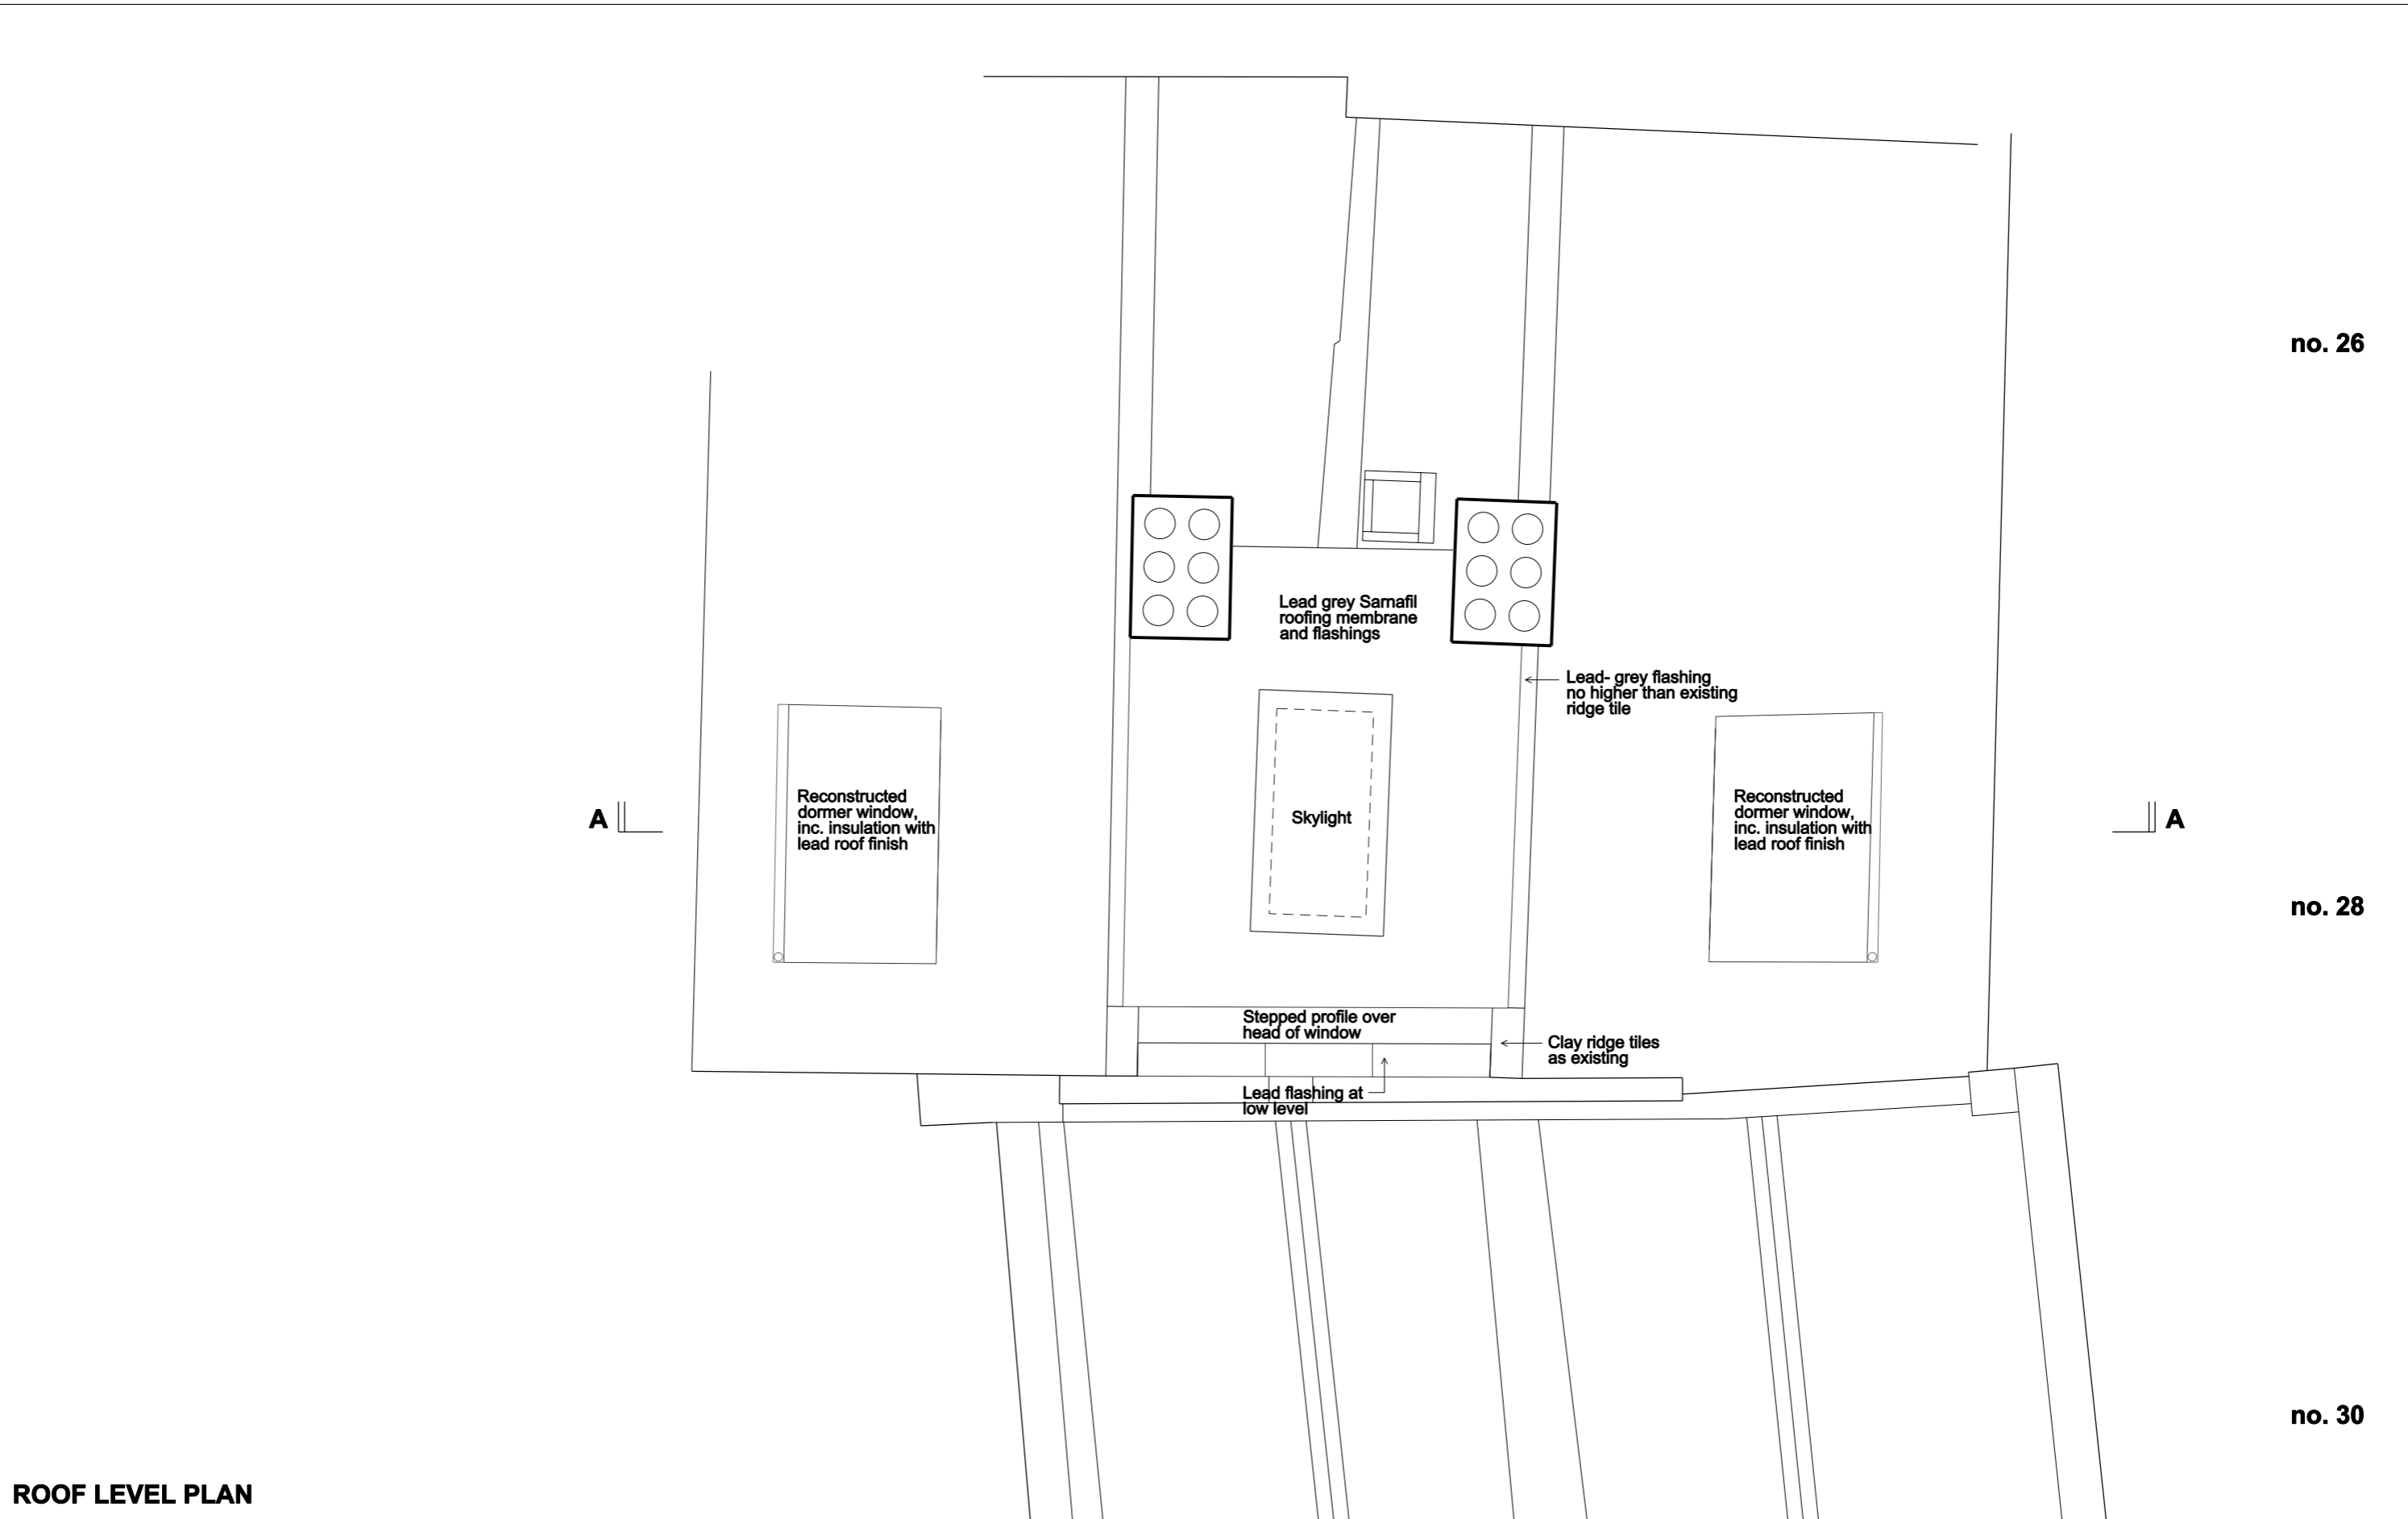 no. 26
Lead grey Sarnafil
roofing membrane
and flashings
Lead- grey flashing
no higher than existing
ridge tile
Reconstructed
dormer window,
inc. insulation with
lead roof finish
Skylight
Reconstructed
dormer window,
inc. insulation with
lead roof finish
A
A
no. 28
Stepped profile over
head of window
Clay ridge tiles
as existing
Lead flashing at
low level
no. 30
ROOF LEVEL PLAN